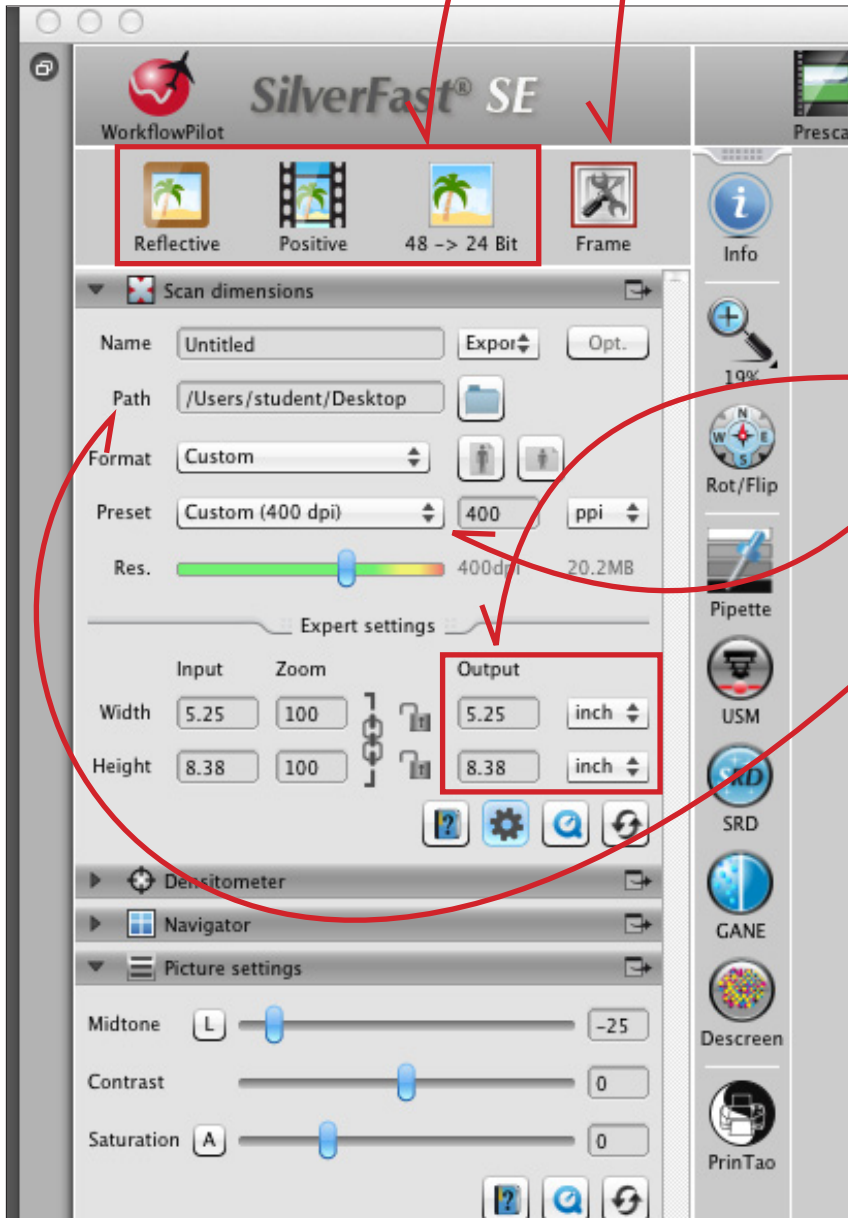 SilverFast® SE
WorkflowPilot
Presca
Reflective
Positive
48 -> 24 Bit
Frame
Info
Scan dimensions
Name Untitled Expor Opt.
19%
Path /Users/student/Desktop
Format Custom
Rot/Flip
Preset Custom (400 dpi) 400 ppi
Res. 400dpi 20.2MB
Pipette
Expert settings
Input Zoom Output
Width 5.25 100 5.25 inch
USM
Height 8.38 100 8.38 inch
SRD
SRD
Densitometer
Navigator
GANE
Picture settings
Midtone L -25
Descreen
Contrast 0
Saturation A 0
PrinTao